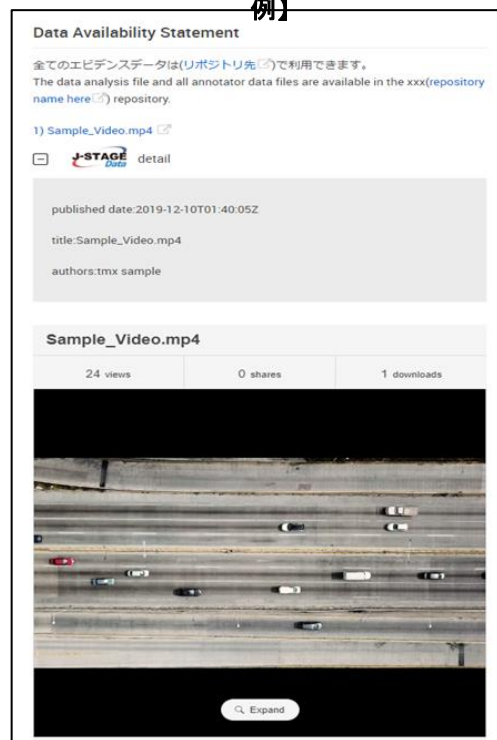 例】
Data Availability Statement
全てのエビデンスデータは(リポジトリ先)で利用できます。
The data analysis file and all annotator data files are available in the xxx(repository
name here) repository.
1) Sample_Video.mp4
J-STAGE Data detail
published date:2019-12-10T01:40:05Z
title:Sample_Video.mp4
authors:tmx sample
Sample_Video.mp4
24 views 0 shares 1 downloads
Expand